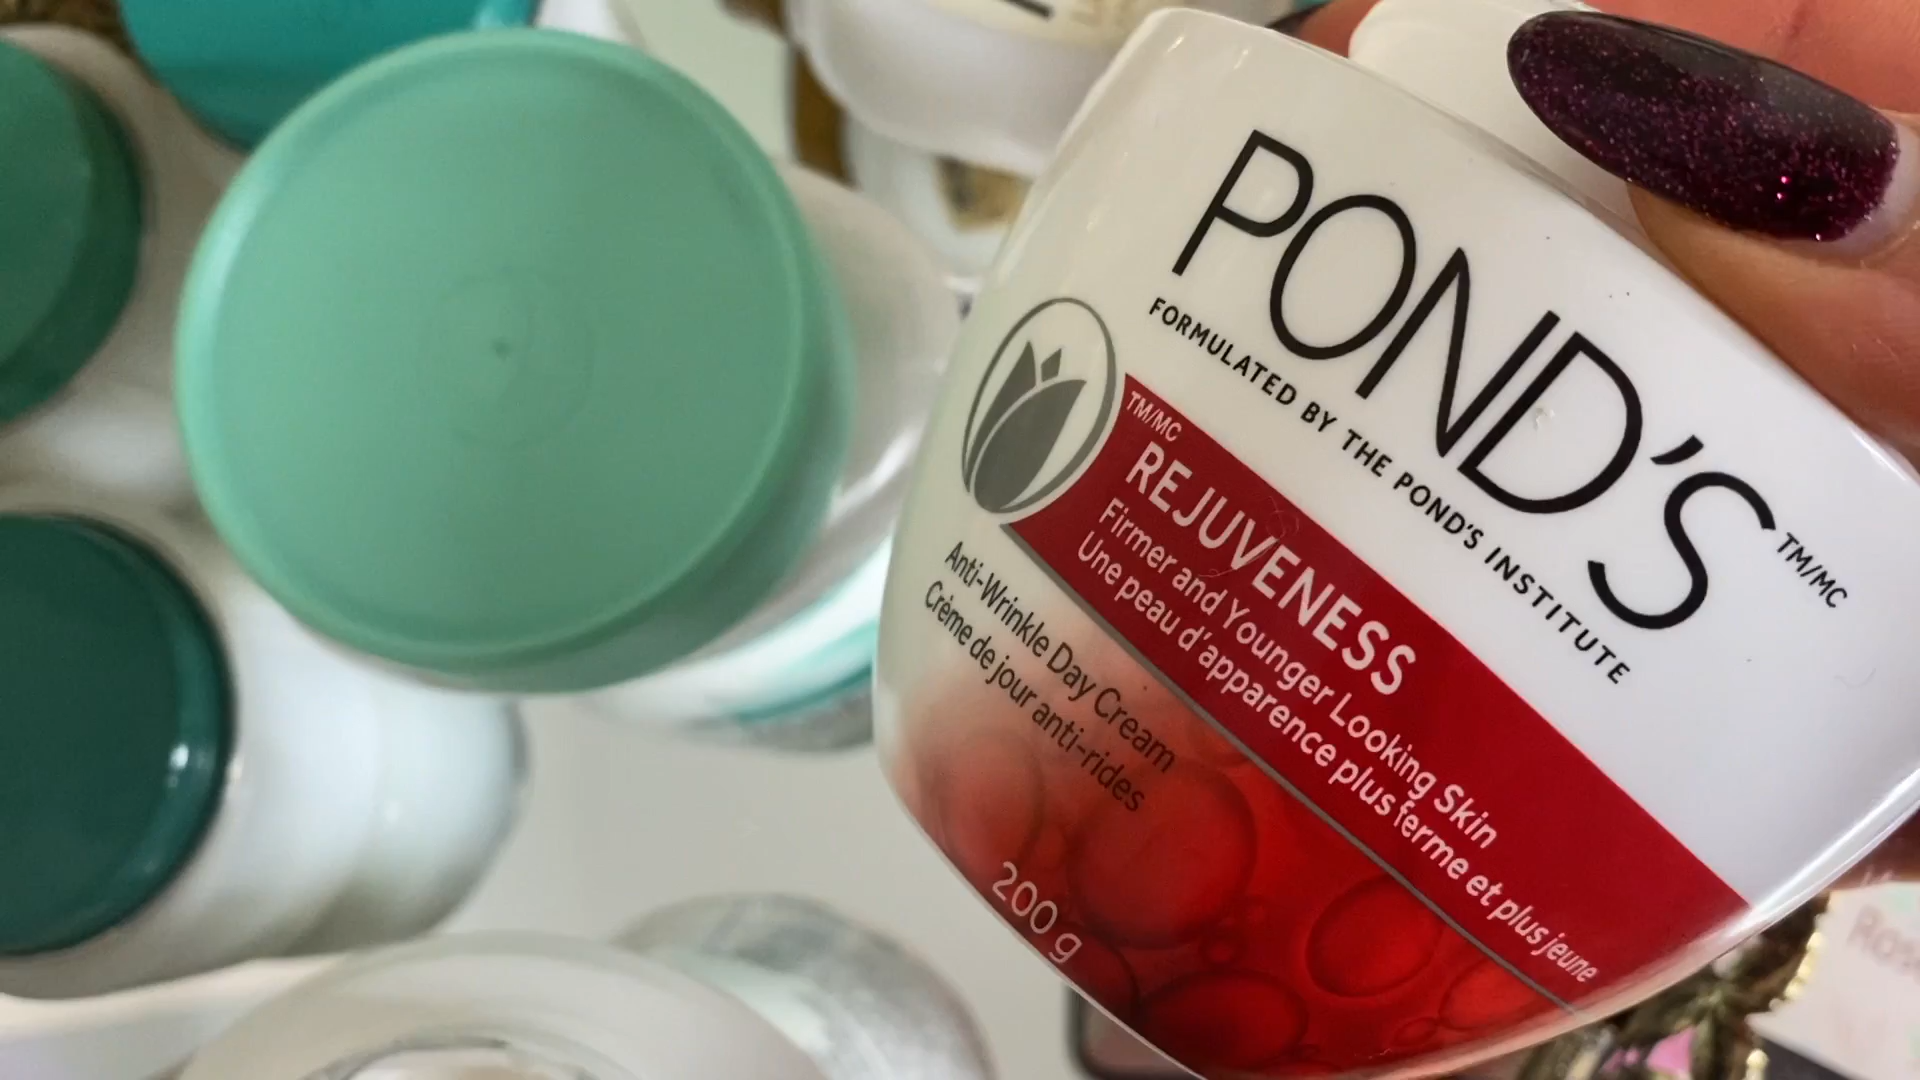 POND'S TM/MC
FORMULATED BY THE POND'S INSTITUTE
TM/MC
REJUVENESS
Firmer and Younger Looking Skin
Une peau d'apparence plus ferme et plus jeune
Anti-Wrinkle Day Cream
Crème de jour anti-rides
200 g